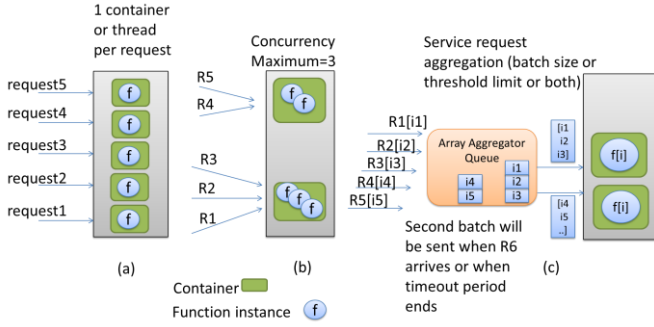 1 container
or thread
per request
request5
request4
request3
request2
request1
f
f
f
f
f
(a)
Concurrency
Maximum=3
R5
R4
R3
R2
R1
f
f
f
f
f
(b)
Service request
aggregation (batch size or
threshold limit or both)
R1[i1]
R2[i2]
R3[i3]
R4[i4]
R5[i5]
Array Aggregator
Queue
i4
i5
i1
i2
i3
[i1
i2
i3]
[i4
i5
..]
f[i]
f[i]
Second batch will
be sent when R6
arrives or when
timeout period
ends
(c)
Container
Function instance
f